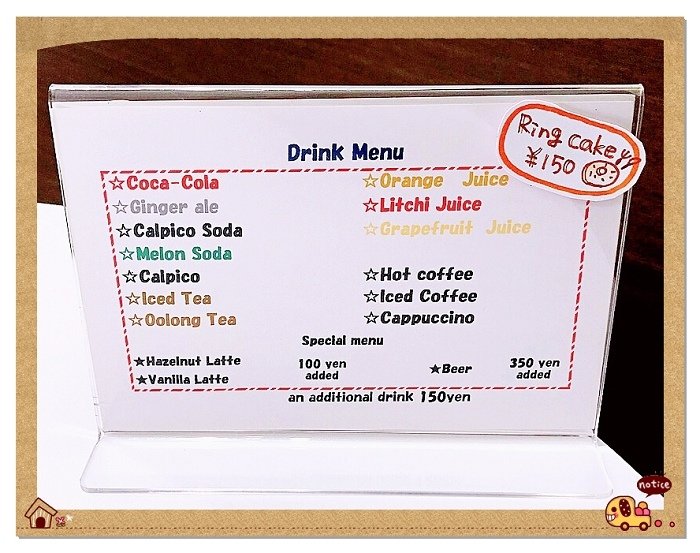 Ring cake
¥150
Drink Menu
☆Coca-Cola
☆Ginger ale
☆Calpico Soda
☆Melon Soda
☆Calpico
☆Iced Tea
☆Oolong Tea
☆Orange Juice
☆Litchi Juice
☆Grapefruit Juice
☆Hot coffee
☆Iced Coffee
☆Cappuccino
Special menu
★Hazelnut Latte
★Vanilla Latte
100 yen
added
★Beer
350 yen
added
an additional drink 150yen
notice